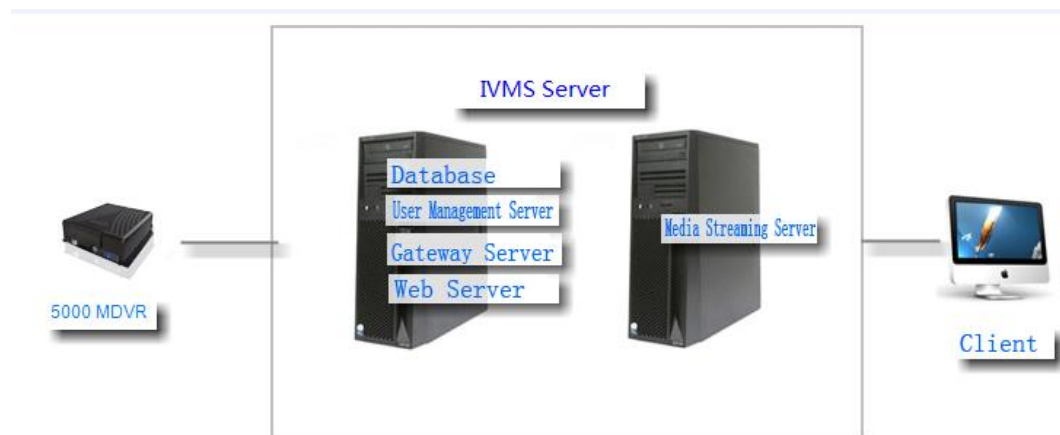 IVMS Server
Database
User Management Server
Gateway Server
Web Server
Media Streaming Server
5000 MDVR
Client